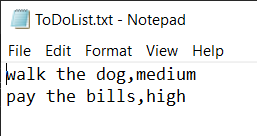 ToDoList.txt - Notepad
File Edit Format View Help
walk the dog,medium
pay the bills,high